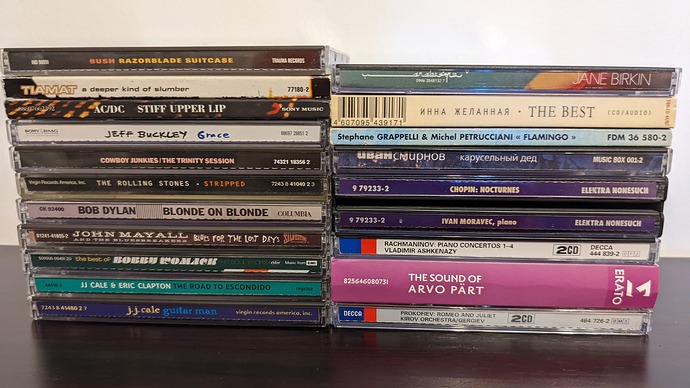 BUSH RAZORBLADE SUITCASE TRAUMA RECORDS
TIAMAT a deeper kind of slumber 77180-2
AC/DC STIFF UPPER LIP SONY MUSIC
SONY BMG JEFF BUCKLEY Grace
COWBOY JUNKIES/THE TRINITY SESSION 74321 18356 2
Virgin Records America, Inc. THE ROLLING STONES · STRIPPED 7243 8 41040 2 3
CK 92400 BOB DYLAN BLONDE ON BLONDE COLUMBIA
JOHN MAYALL BLUES FOR THE LOST DAYS
AND THE BLUESBREAKERS
the best of BOBBY WOMACK
JJ CALE & ERIC CLAPTON THE ROAD TO ESCONDIDO
7243 8 41480 2 7 j.j. cale guitar man virgin records america, inc.
JANE BIRKIN
4607095439171 ИННА ЖЕЛАННАЯ · THE BEST (CD/AUDIO)
Stephane GRAPPELLI & Michel PETRUCCIANI « FLAMINGO » FDM 36 580-2
иван смирнов карусельный дед MUSIC BOX 001-2
9 79233-2 CHOPIN: NOCTURNES ELEKTRA NONESUCH
9 79233-2 IVAN MORAVEC, piano ELEKTRA NONESUCH
RACHMANINOV: PIANO CONCERTOS 1–4 2CD DECCA
VLADIMIR ASHKENAZY 444 839-2
825646080731 THE SOUND OF ARVO PÄRT ERATO
DECCA PROKOFIEV: ROMEO AND JULIET 2CD
KIROV ORCHESTRA/GERGIEV 464 726-2